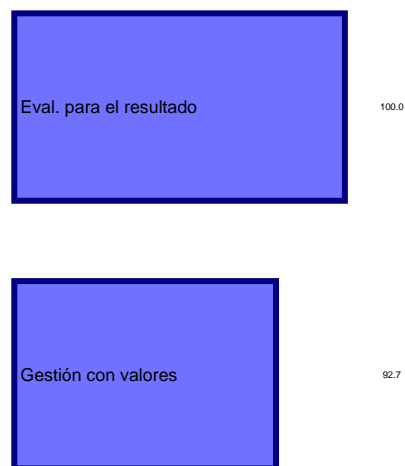 Eval. para el resultado 100.0
Gestión con valores 92.7